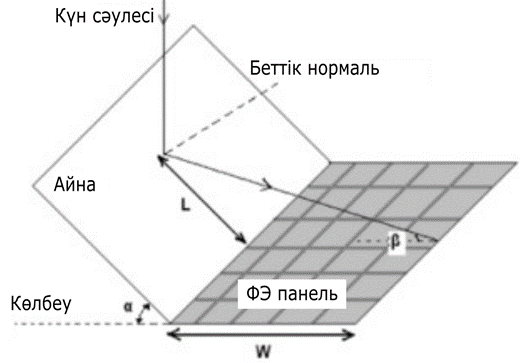 Күн сәулесі
Беттік нормаль
Айна
L
β
ФЭ панель
Көлбеу
α
W